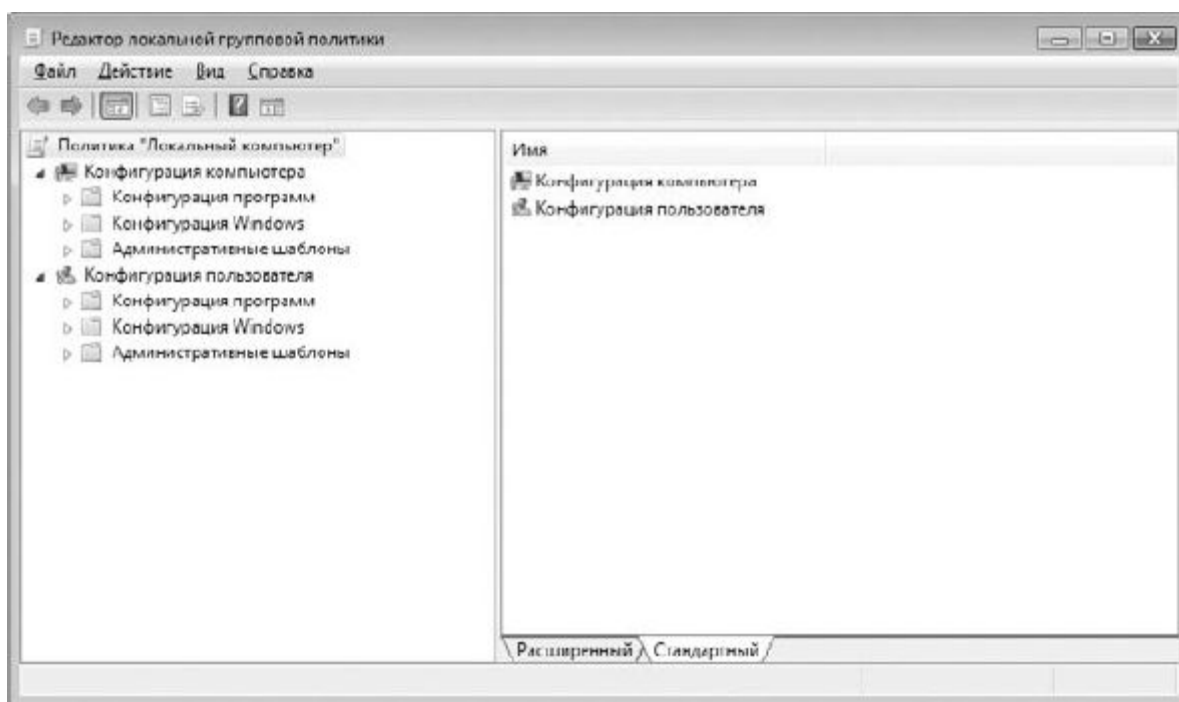 Редактор локальной групповой политики
Файл Действие Вид Справка
Политика "Локальный компьютер"
Конфигурация компьютера
Конфигурация программ
Конфигурация Windows
Административные шаблоны
Конфигурация пользователя
Конфигурация программ
Конфигурация Windows
Административные шаблоны
Имя
Конфигурация компьютера
Конфигурация пользователя
Расширенный Стандартный